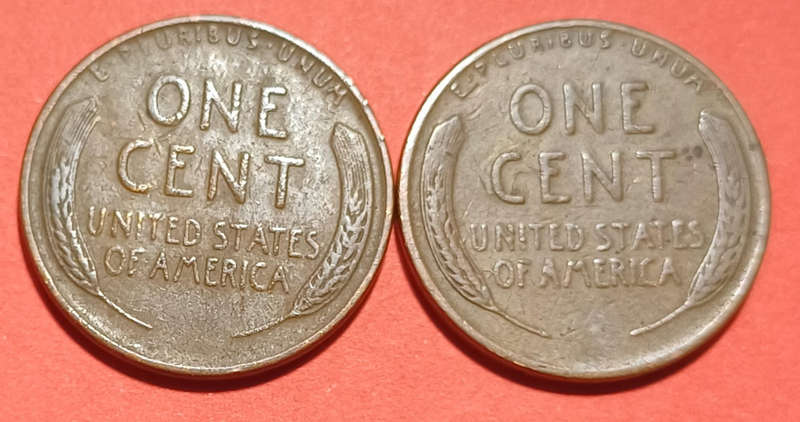 E·PLURIBUS·UNUM
ONE
CENT
UNITED STATES
OF AMERICA
E·PLURIBUS·UNUM
ONE
CENT
UNITED STATES
OF AMERICA